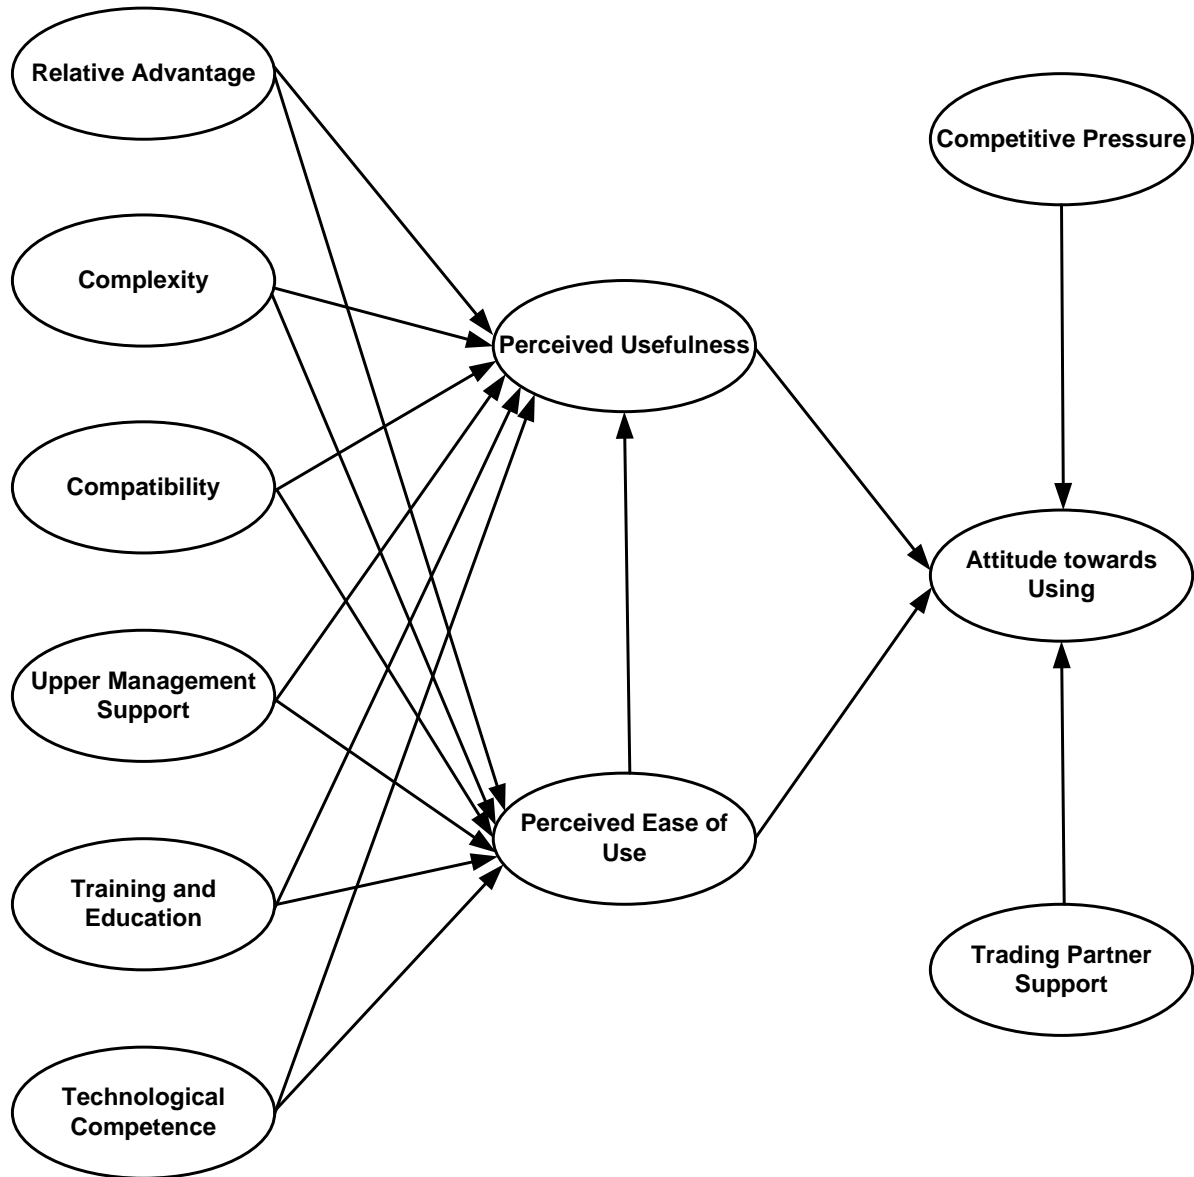 Relative Advantage
Complexity
Compatibility
Upper Management
Support
Training and
Education
Technological
Competence
Perceived Usefulness
Perceived Ease of
Use
Competitive Pressure
Attitude towards
Using
Trading Partner
Support